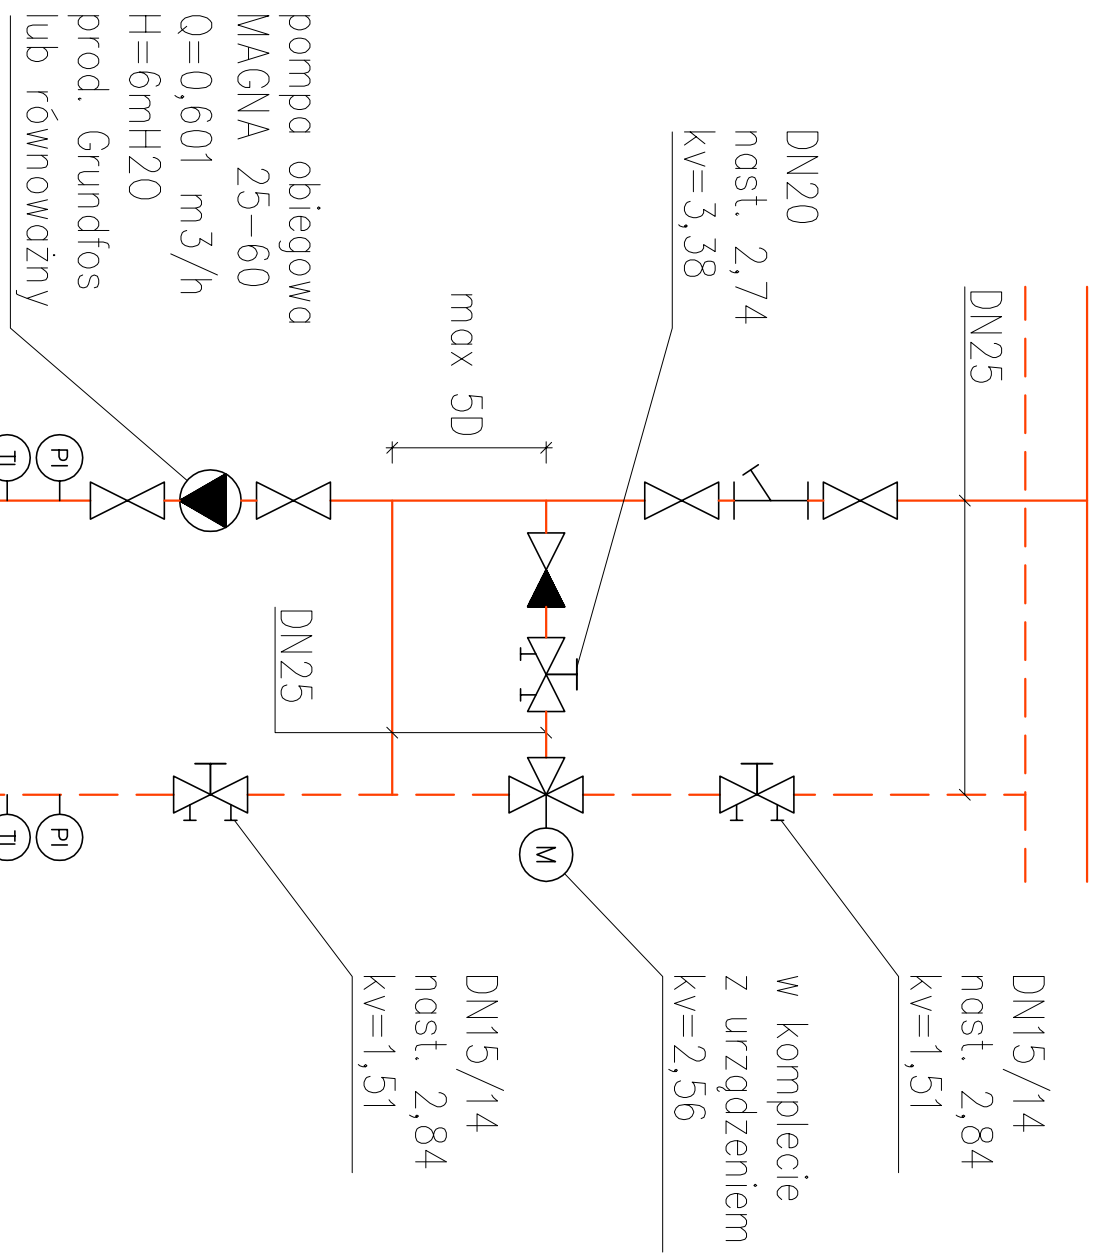 DN25
DN20
nast. 2,74
kv=3,38
max 5D
pompa obiegowa
MAGNA 25-60
Q=0,601 m3/h
H=6mH20
prod. Grundfos
lub równoważny
DN25
PI
TI
M
PI
TI
DN15/14
nast. 2,84
kv=1,51
w komplecie
z urządzeniem
kv=2,56
DN15/14
nast. 2,84
kv=1,51